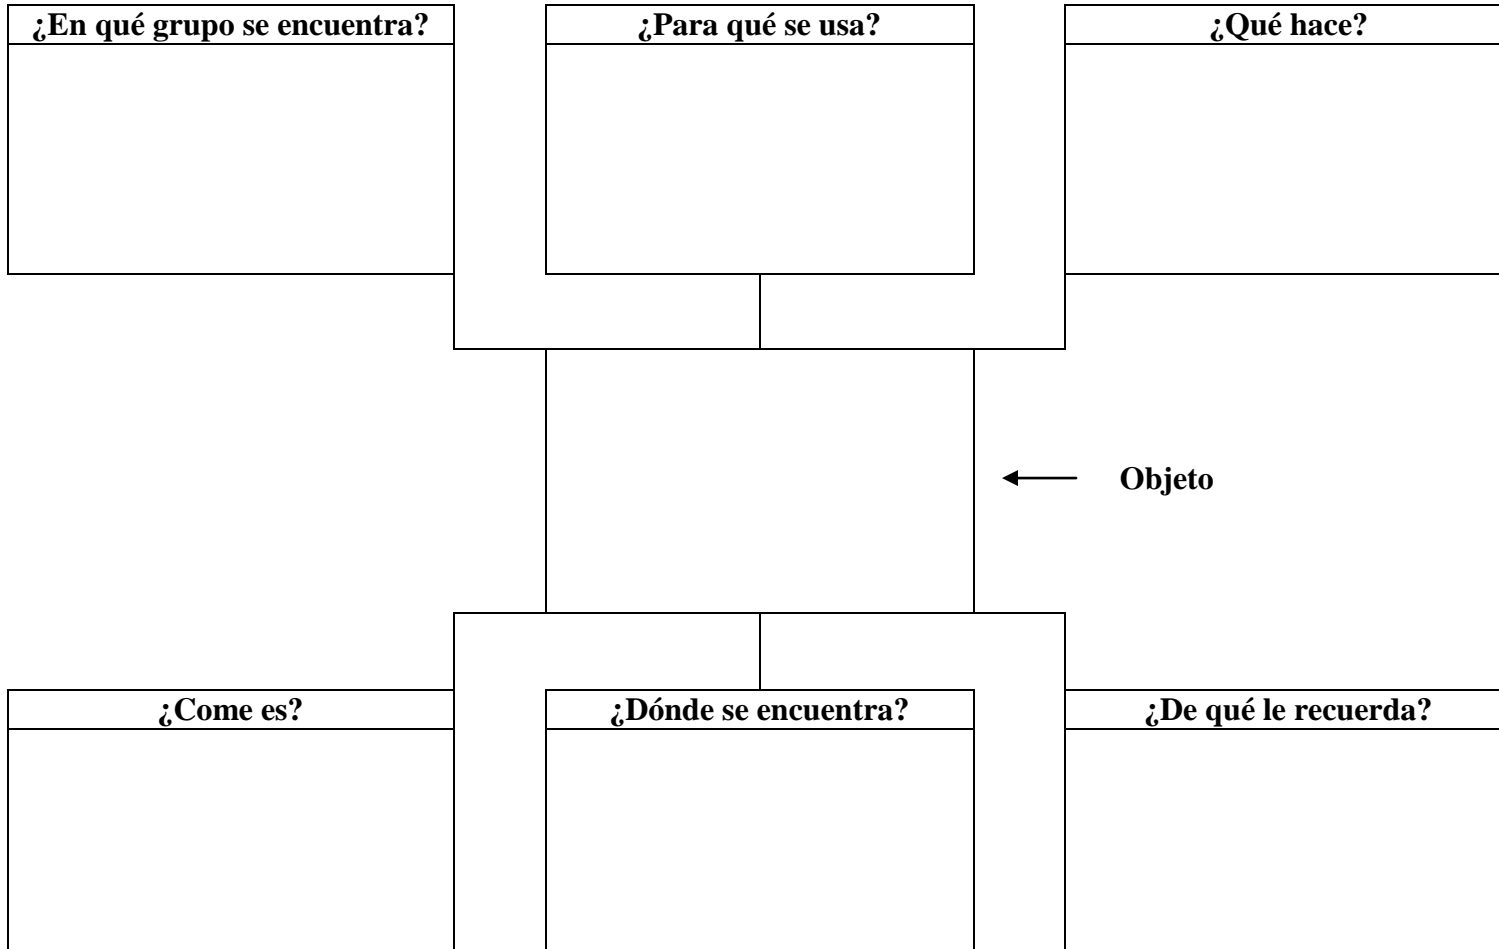 ¿En qué grupo se encuentra?
¿Para qué se usa?
¿Qué hace?
Objeto
¿Come es?
¿Dónde se encuentra?
¿De qué le recuerda?